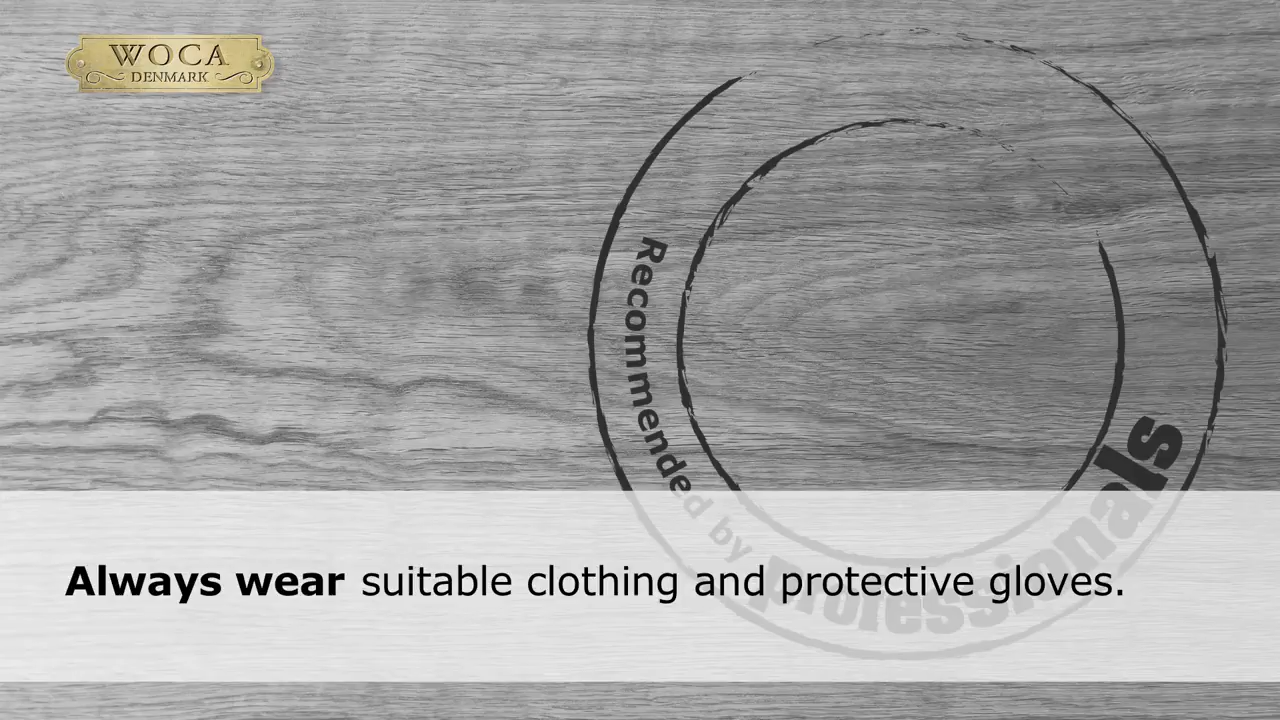 WOCA
DENMARK
Recommended by
Professionals
Always wear suitable clothing and protective gloves.